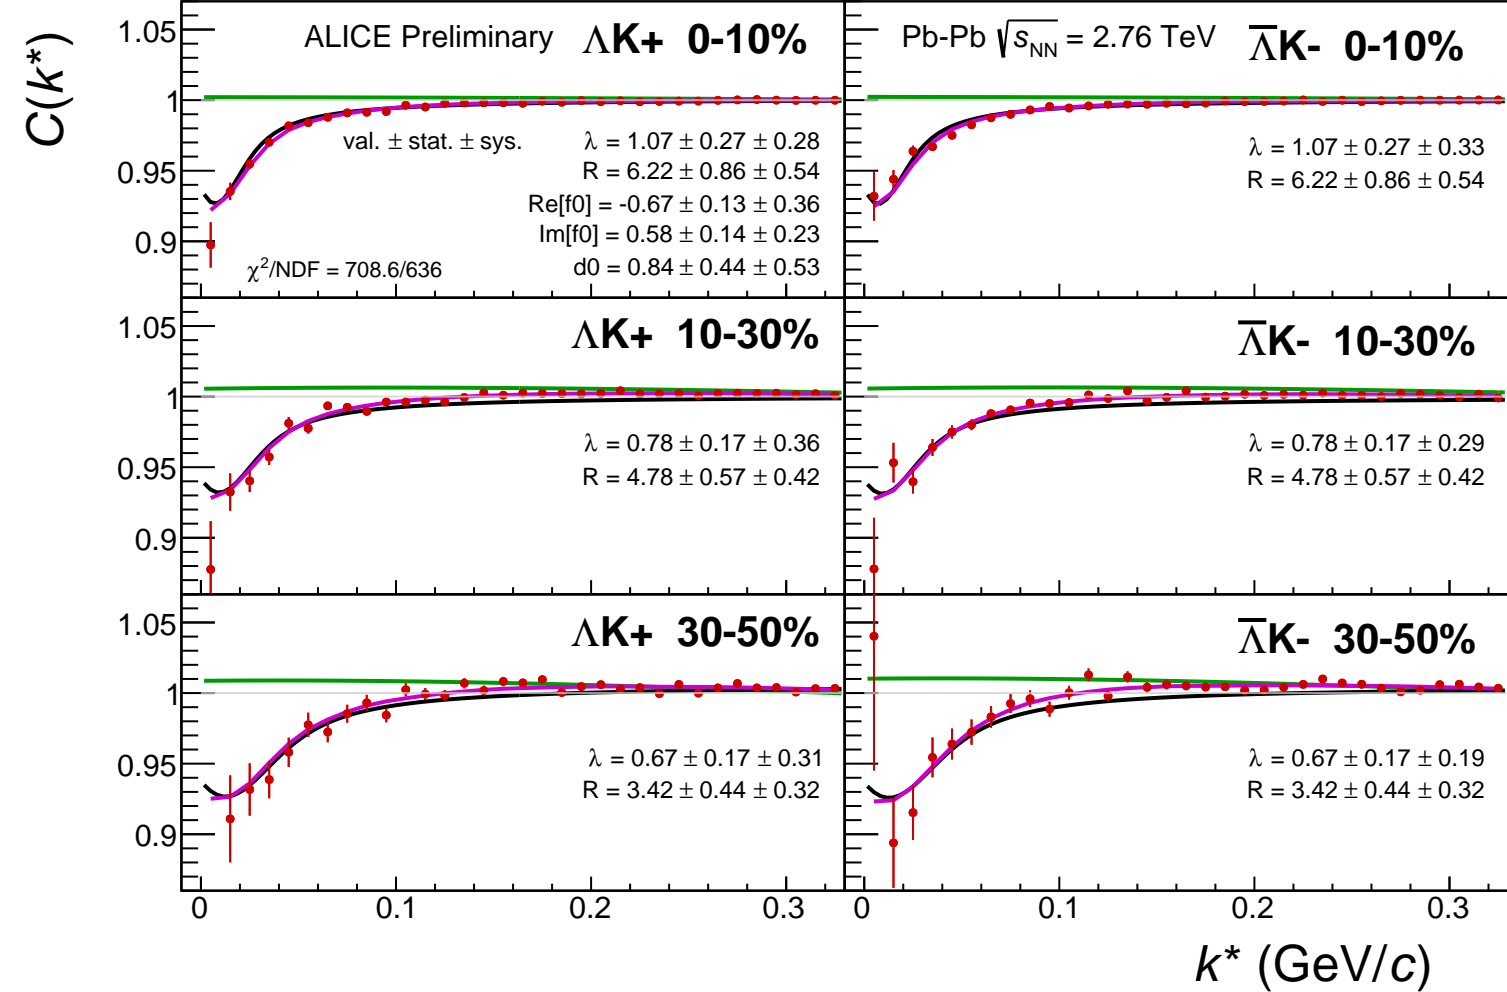 C(k*)
1.05
1
0.95
0.9
ALICE Preliminary ΛK+ 0-10%
val. ± stat. ± sys.
λ = 1.07 ± 0.27 ± 0.28
R = 6.22 ± 0.86 ± 0.54
Re[f0] = -0.67 ± 0.13 ± 0.36
Im[f0] = 0.58 ± 0.14 ± 0.23
d0 = 0.84 ± 0.44 ± 0.53
χ²/NDF = 708.6/636
Pb-Pb √sNN = 2.76 TeV Λ̅K- 0-10%
λ = 1.07 ± 0.27 ± 0.33
R = 6.22 ± 0.86 ± 0.54
1.05
1
0.95
0.9
ΛK+ 10-30%
λ = 0.78 ± 0.17 ± 0.36
R = 4.78 ± 0.57 ± 0.42
Λ̅K- 10-30%
λ = 0.78 ± 0.17 ± 0.29
R = 4.78 ± 0.57 ± 0.42
1.05
1
0.95
0.9
ΛK+ 30-50%
λ = 0.67 ± 0.17 ± 0.31
R = 3.42 ± 0.44 ± 0.32
Λ̅K- 30-50%
λ = 0.67 ± 0.17 ± 0.19
R = 3.42 ± 0.44 ± 0.32
0 0.1 0.2 0.3 0 0.1 0.2 0.3
k* (GeV/c)